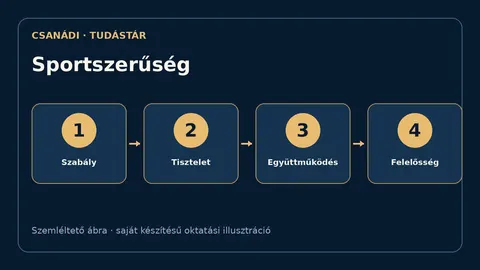 CSANÁDI · TUDÁSTÁR
Sportszerűség
1
2
3
4
Szabály
Tisztelet
Együttműködés
Felelősség
Szemléltető ábra · saját készítésű oktatási illusztráció